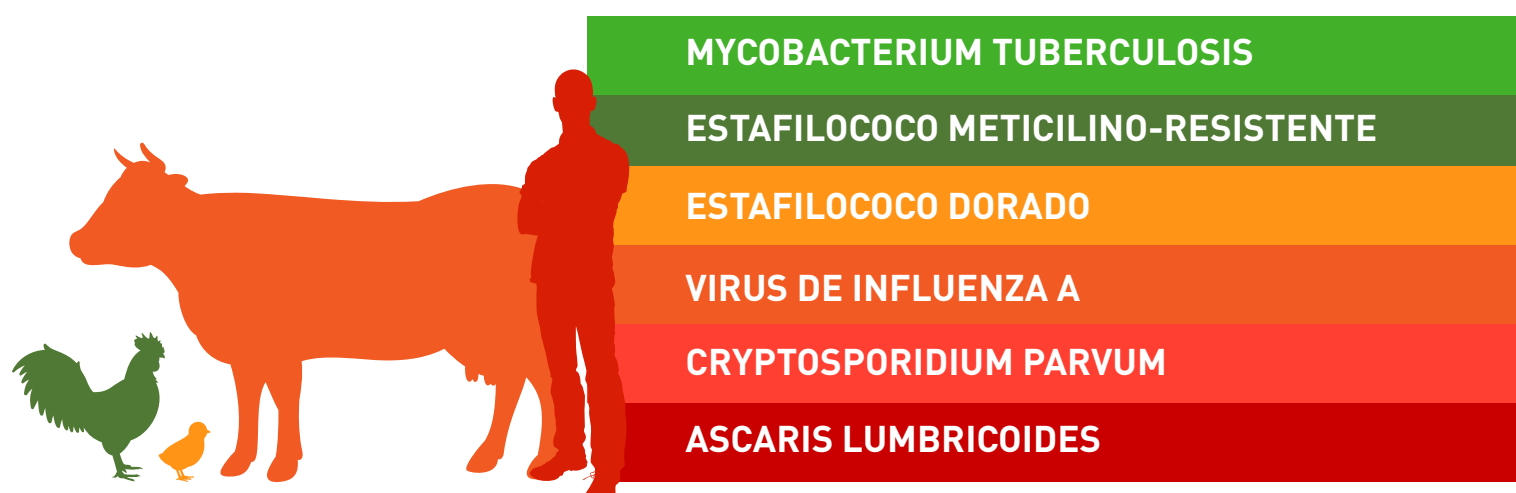 MYCOBACTERIUM TUBERCULOSIS
ESTAFILOCOCO METICILINO-RESISTENTE
ESTAFILOCOCO DORADO
VIRUS DE INFLUENZA A
CRYPTOSPORIDIUM PARVUM
ASCARIS LUMBRICOIDES